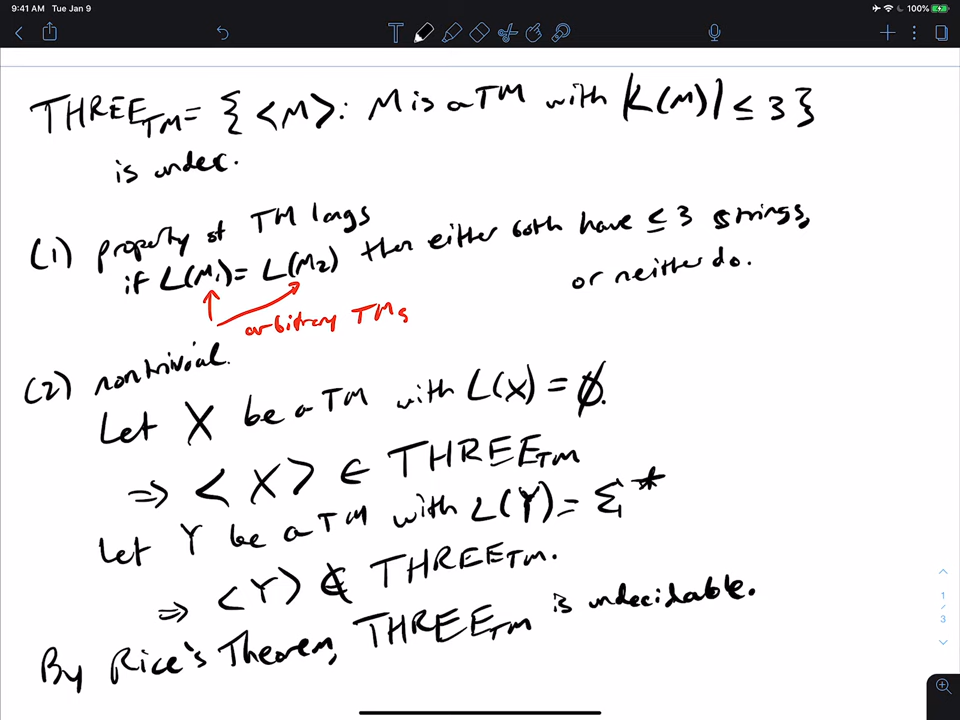 9:41 AM Tue Jan 9 100%
THREE_TM = { <M>: M is a TM with |L(M)| ≤ 3 }
is undec.
(1) property of TM langs
if L(M₁) = L(M₂) then either both have ≤ 3 strings,
or neither do.
arbitrary TMs
(2) nontrivial.
Let X be a TM with L(X) = ∅.
⇒ <X> ∈ THREE_TM
Let Y be a TM with L(Y) = Σ*
⇒ <Y> ∉ THREE_TM.
By Rice's Theorem, THREE_TM is undecidable.
1
/
3